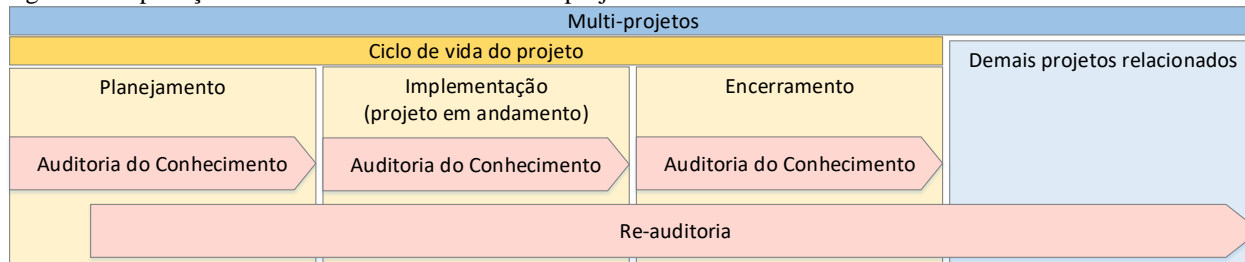 Multi-projetos
Ciclo de vida do projeto
Demais projetos relacionados
Planejamento
Implementação
(projeto em andamento)
Encerramento
Auditoria do Conhecimento
Auditoria do Conhecimento
Auditoria do Conhecimento
Re-auditoria